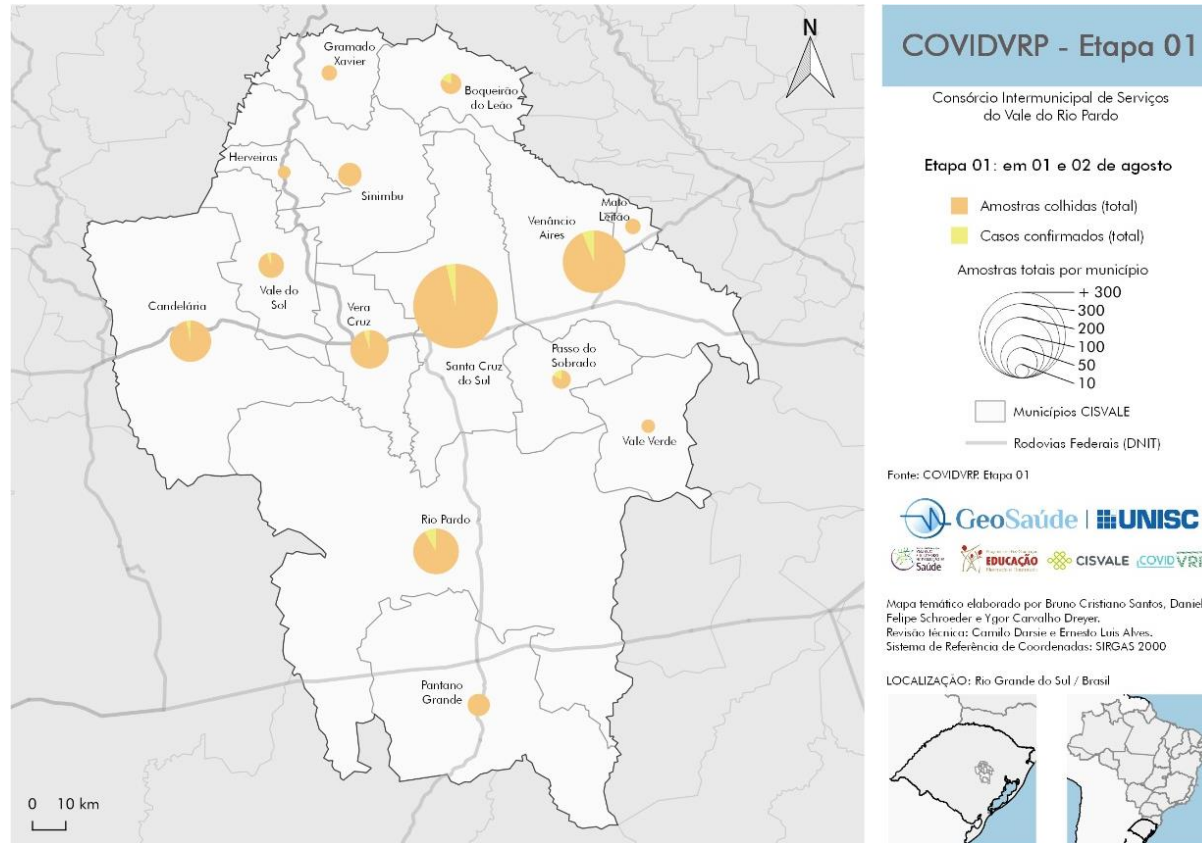 Gramado
Xavier
Boqueirão
do Leão
N
Herveiras
Sinimbu
Mato
Leitão
Venâncio
Aires
Vale do
Sol
Candelária
Vera
Cruz
Santa Cruz
do Sul
Passo do
Sobrado
Vale Verde
Rio Pardo
Pantano
Grande
0 10 km
COVIDVRP - Etapa 01
Consórcio Intermunicipal de Serviços
do Vale do Rio Pardo
Etapa 01: em 01 e 02 de agosto
Amostras colhidas (total)
Casos confirmados (total)
Amostras totais por município
+ 300
300
200
100
50
10
Municípios CISVALE
Rodovias Federais (DNIT)
Fonte: COVIDVRP. Etapa 01
GeoSaúde | UNISC
Saúde
EDUCAÇÃO
CISVALE
COVID VRP
Mapa temático elaborado por Bruno Cristiano Santos, Daniel
Felipe Schroeder e Ygor Carvalho Dreyer.
Revisão técnica: Camilo Darsie e Ernesto Luis Alves.
Sistema de Referência de Coordenadas: SIRGAS 2000
LOCALIZAÇÃO: Rio Grande do Sul / Brasil